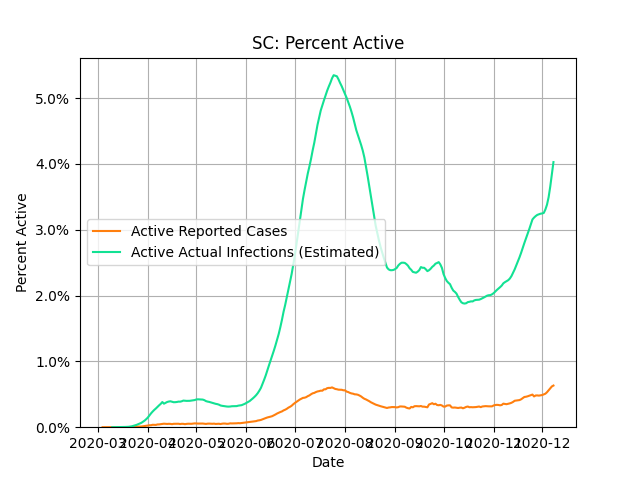 SC: Percent Active
5.0%
4.0%
3.0%
2.0%
1.0%
0.0%
Percent Active
Active Reported Cases
Active Actual Infections (Estimated)
2020-03 2020-04 2020-05 2020-06 2020-07 2020-08 2020-09 2020-10 2020-11 2020-12
Date